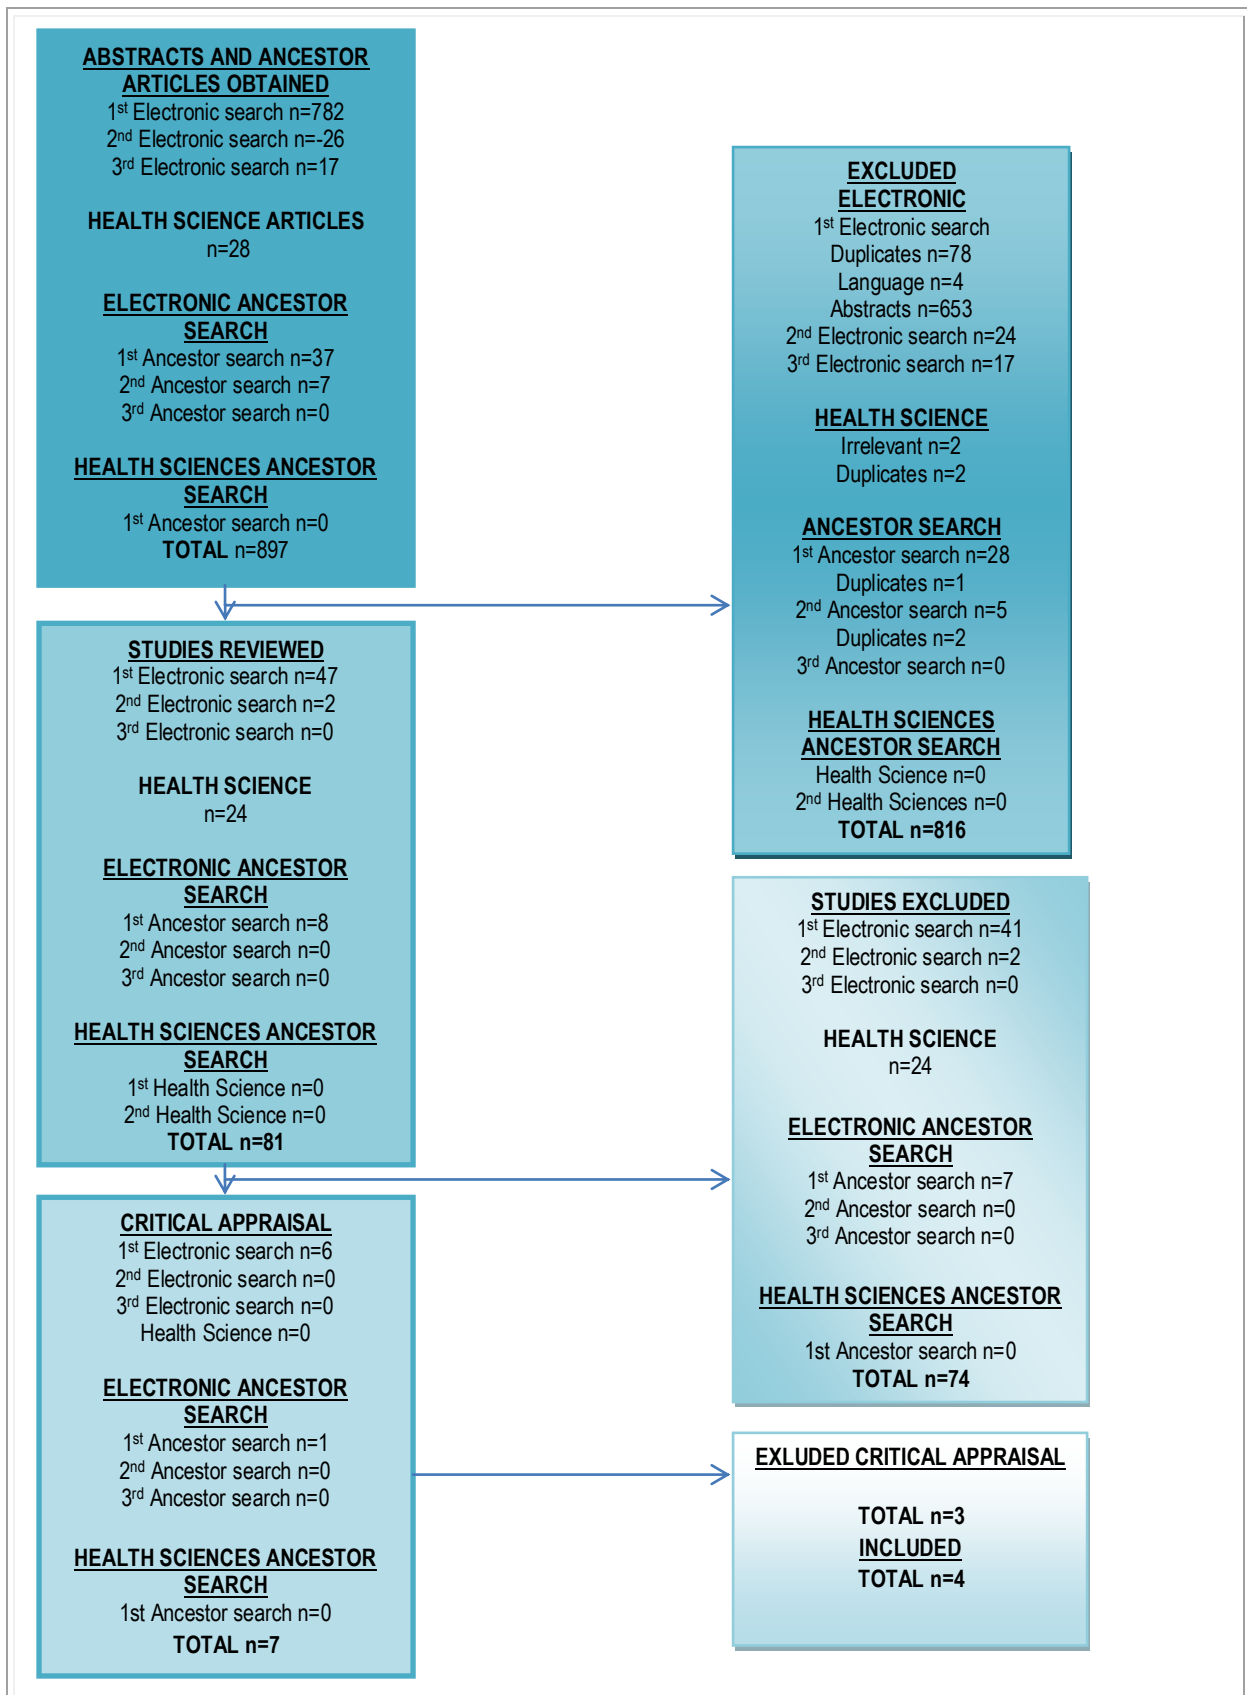 ABSTRACTS AND ANCESTOR
ARTICLES OBTAINED
1st Electronic search n=782
2nd Electronic search n=-26
3rd Electronic search n=17
HEALTH SCIENCE ARTICLES
n=28
ELECTRONIC ANCESTOR
SEARCH
1st Ancestor search n=37
2nd Ancestor search n=7
3rd Ancestor search n=0
HEALTH SCIENCES ANCESTOR
SEARCH
1st Ancestor search n=0
TOTAL n=897
EXCLUDED
ELECTRONIC
1st Electronic search
Duplicates n=78
Language n=4
Abstracts n=653
2nd Electronic search n=24
3rd Electronic search n=17
HEALTH SCIENCE
Irrelevant n=2
Duplicates n=2
ANCESTOR SEARCH
1st Ancestor search n=28
Duplicates n=1
2nd Ancestor search n=5
Duplicates n=2
3rd Ancestor search n=0
HEALTH SCIENCES
ANCESTOR SEARCH
Health Science n=0
2nd Health Sciences n=0
TOTAL n=816
STUDIES REVIEWED
1st Electronic search n=47
2nd Electronic search n=2
3rd Electronic search n=0
HEALTH SCIENCE
n=24
ELECTRONIC ANCESTOR
SEARCH
1st Ancestor search n=8
2nd Ancestor search n=0
3rd Ancestor search n=0
HEALTH SCIENCES ANCESTOR
SEARCH
1st Health Science n=0
2nd Health Science n=0
TOTAL n=81
STUDIES EXCLUDED
1st Electronic search n=41
2nd Electronic search n=2
3rd Electronic search n=0
HEALTH SCIENCE
n=24
ELECTRONIC ANCESTOR
SEARCH
1st Ancestor search n=7
2nd Ancestor search n=0
3rd Ancestor search n=0
HEALTH SCIENCES ANCESTOR
SEARCH
1st Ancestor search n=0
TOTAL n=74
CRITICAL APPRAISAL
1st Electronic search n=6
2nd Electronic search n=0
3rd Electronic search n=0
Health Science n=0
ELECTRONIC ANCESTOR
SEARCH
1st Ancestor search n=1
2nd Ancestor search n=0
3rd Ancestor search n=0
HEALTH SCIENCES ANCESTOR
SEARCH
1st Ancestor search n=0
TOTAL n=7
EXLUDED CRITICAL APPRAISAL
TOTAL n=3
INCLUDED
TOTAL n=4